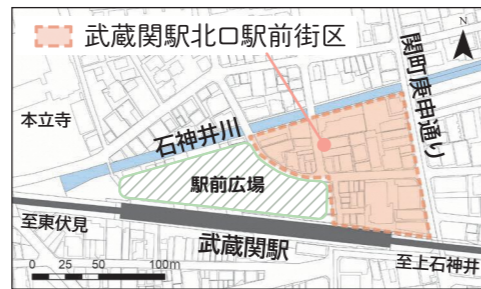 武蔵関駅北口駅前街区
N
関町庚申通り
本立寺
石神井川
駅前広場
至東伏見
武蔵関駅
至上石神井
0 25 50 100m